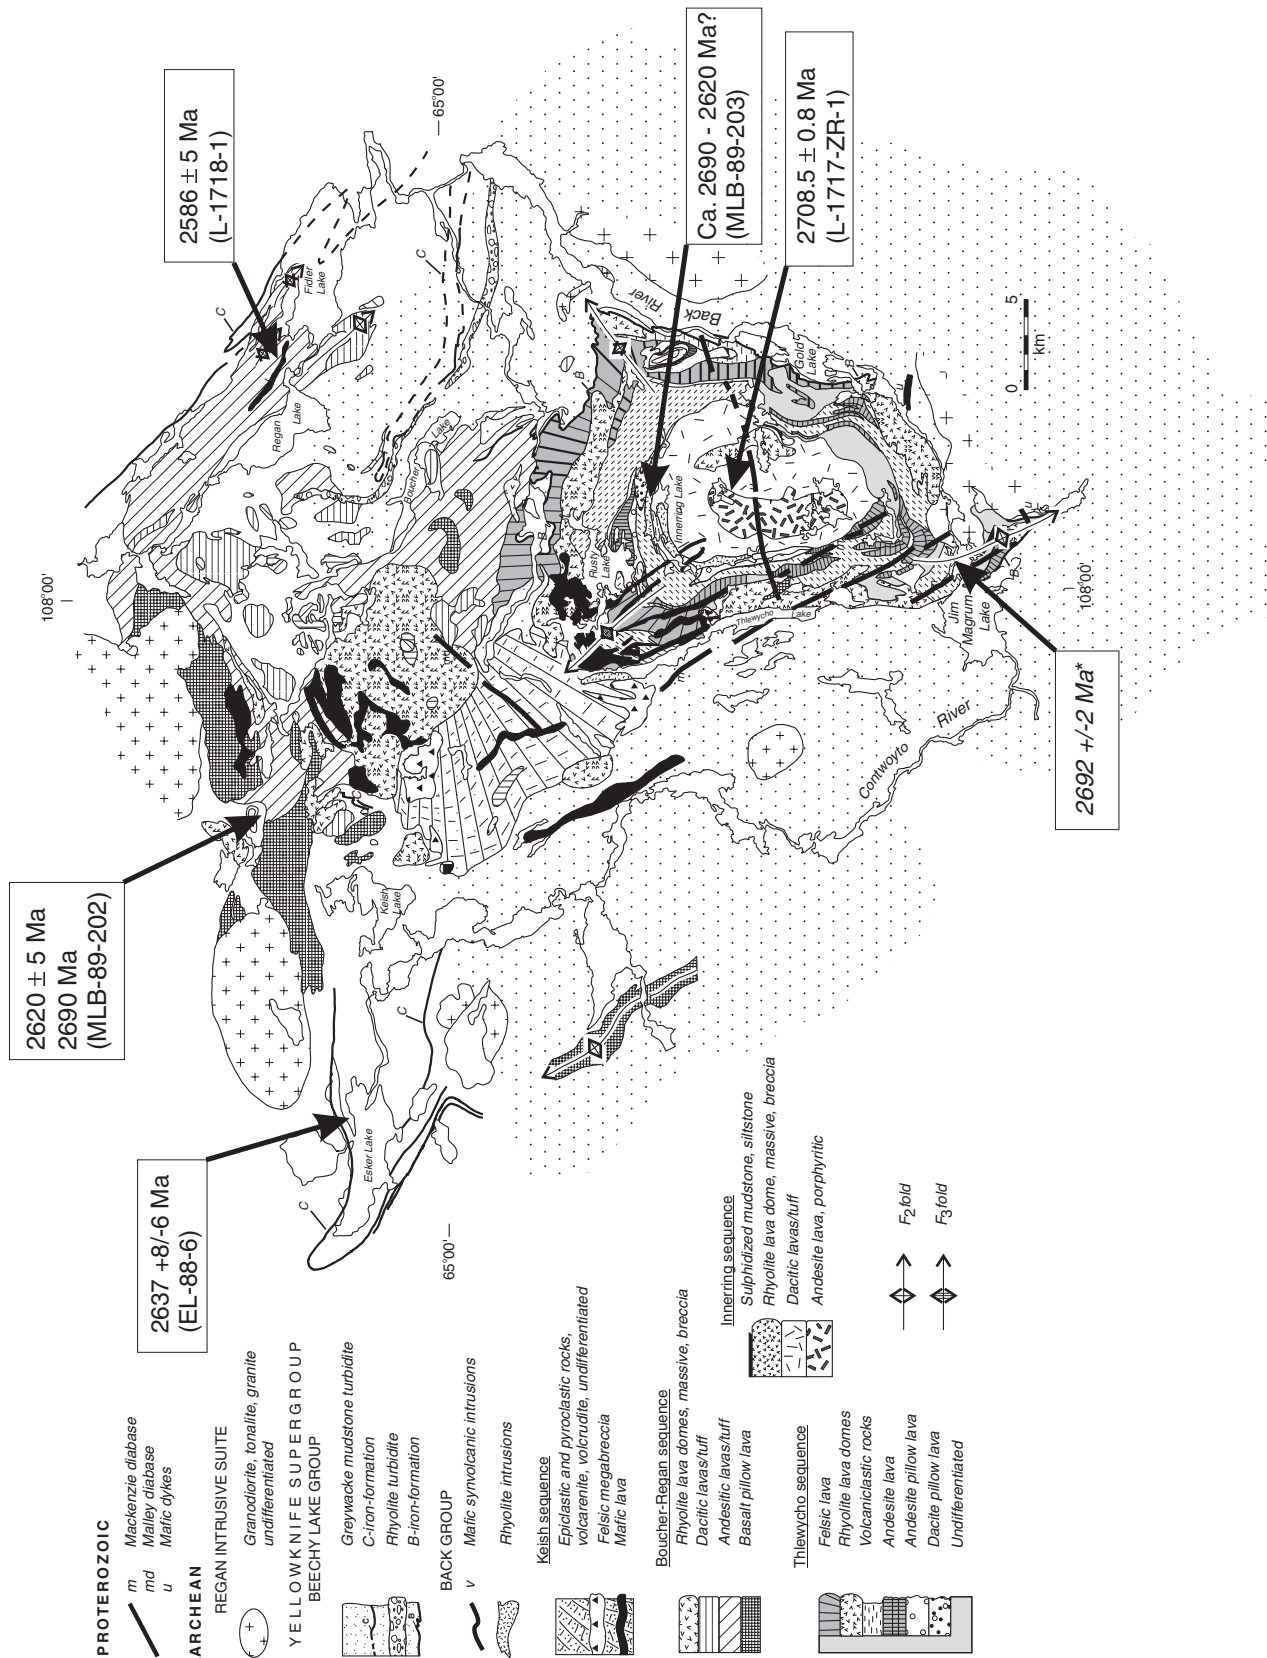 2586 ± 5 Ma
(L-1718-1)
Ca. 2690 - 2620 Ma?
(MLB-89-203)
2708.5 ± 0.8 Ma
(L-1717-ZR-1)
2620 ± 5 Ma
2690 Ma
(MLB-89-202)
2637 +8/-6 Ma
(EL-88-6)
2692 +/-2 Ma*
65°00'
108°00'
65°00'
108°00'
C
C
C
C
B
B
B
B
Fidler
Lake
Regan
Lake
Boucher
Lake
River
Back
Gold
Lake
Innerring Lake
Rusty
Lake
Thlewycho
Lake
Jim
Magrum
Lake
Contwoyto
River
Keish
Lake
Esker Lake
0
5
km
u
u
PROTEROZOIC
m Mackenzie diabase
md Malley diabase
u Mafic dykes
ARCHEAN
REGAN INTRUSIVE SUITE
Granodiorite, tonalite, granite
undifferentiated
YELLOWKNIFE SUPERGROUP
BEECHY LAKE GROUP
Greywacke mudstone turbidite
C-iron-formation
Rhyolite turbidite
B-iron-formation
C
B
BACK GROUP
v Mafic synvolcanic intrusions
Rhyolite intrusions
Keish sequence
Epiclastic and pyroclastic rocks,
volcarenite, volcrudite, undifferentiated
Felsic megabreccia
Mafic lava
Boucher-Regan sequence
Rhyolite lava domes, massive, breccia
Dacitic lavas/tuff
Andesitic lavas/tuff
Basalt pillow lava
Thlewycho sequence
Felsic lava
Rhyolite lava domes
Volcaniclastic rocks
Andesite lava
Andesite pillow lava
Dacite pillow lava
Undifferentiated
Innerring sequence
Sulphidized mudstone, siltstone
Rhyolite lava dome, massive, breccia
Dacitic lavas/tuff
Andesite lava, porphyritic
F2 fold
F3 fold